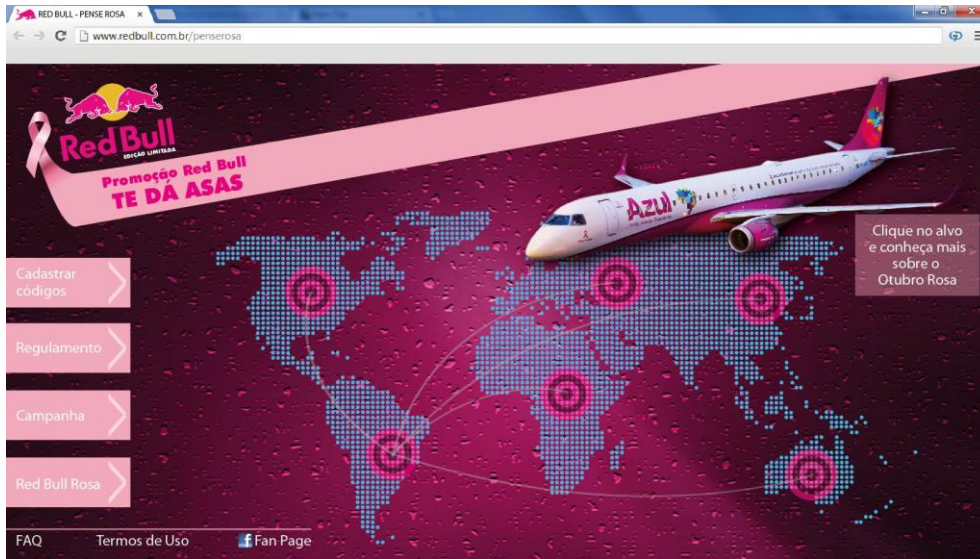 RED BULL - PENSE ROSA
www.redbull.com.br/penserosa
Red Bull
EDIÇÃO LIMITADA
Promoção Red Bull
TE DÁ ASAS
Azul
Clique no alvo
e conheça mais
sobre o
Otubro Rosa
Cadastrar
códigos
Regulamento
Campanha
Red Bull Rosa
FAQ
Termos de Uso
f Fan Page